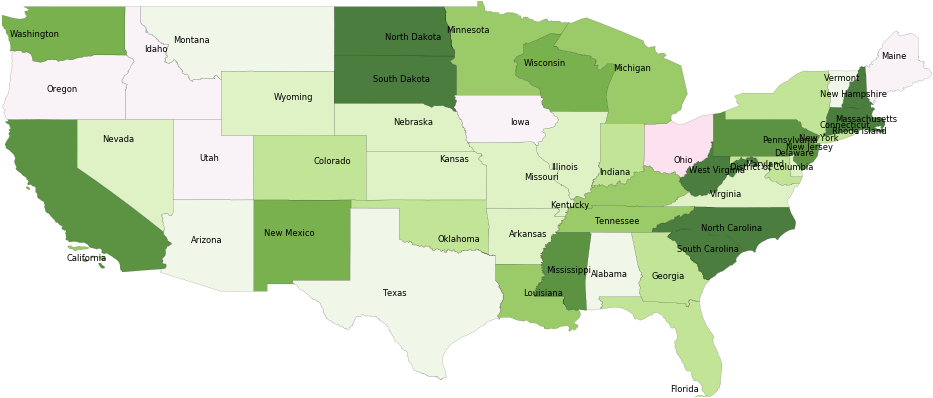 Washington
Montana
North Dakota
Minnesota
Idaho
Oregon
South Dakota
Wisconsin
Michigan
Maine
Vermont
New Hampshire
Wyoming
Nebraska
Iowa
Massachusetts
Connecticut
Rhode Island
New York
Pennsylvania
New Jersey
Nevada
Utah
Colorado
Kansas
Missouri
Illinois
Indiana
Ohio
West Virginia
Maryland
Delaware
District of Columbia
Virginia
Kentucky
California
Arizona
New Mexico
Oklahoma
Arkansas
Tennessee
North Carolina
South Carolina
Texas
Louisiana
Mississippi
Alabama
Georgia
Florida